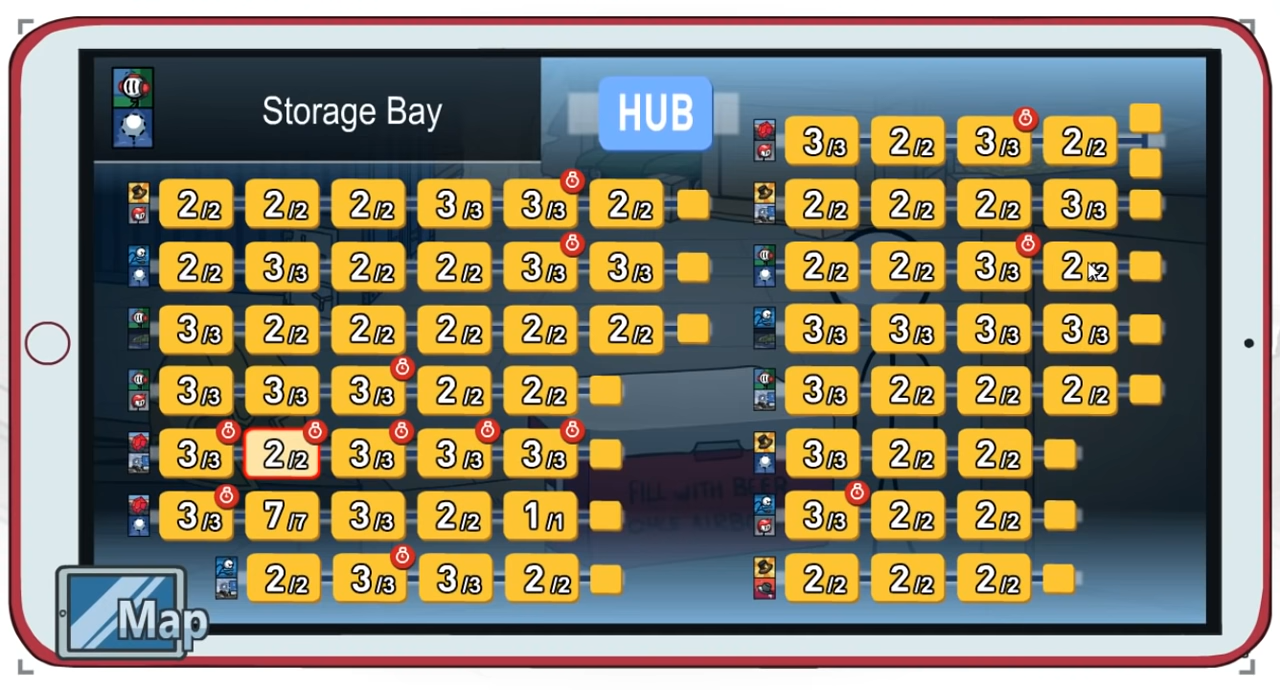 Storage Bay
HUB
3/3 2/2 3/3 2/2
2/2 2/2 2/2 3/3 3/3 2/2
2/2 2/2 2/2 3/3
2/2 3/3 2/2 2/2 3/3 3/3
2/2 2/2 3/3 2/2
3/3 2/2 2/2 2/2 2/2 2/2
3/3 3/3 3/3 3/3
3/3 3/3 3/3 2/2 2/2
3/3 2/2 2/2 2/2
3/3 2/2 3/3 3/3 3/3
3/3 2/2 2/2
3/3 7/7 3/3 2/2 1/1
3/3 2/2 2/2
2/2 3/3 3/3 2/2
2/2 2/2 2/2
FILL WITH BEER
Map